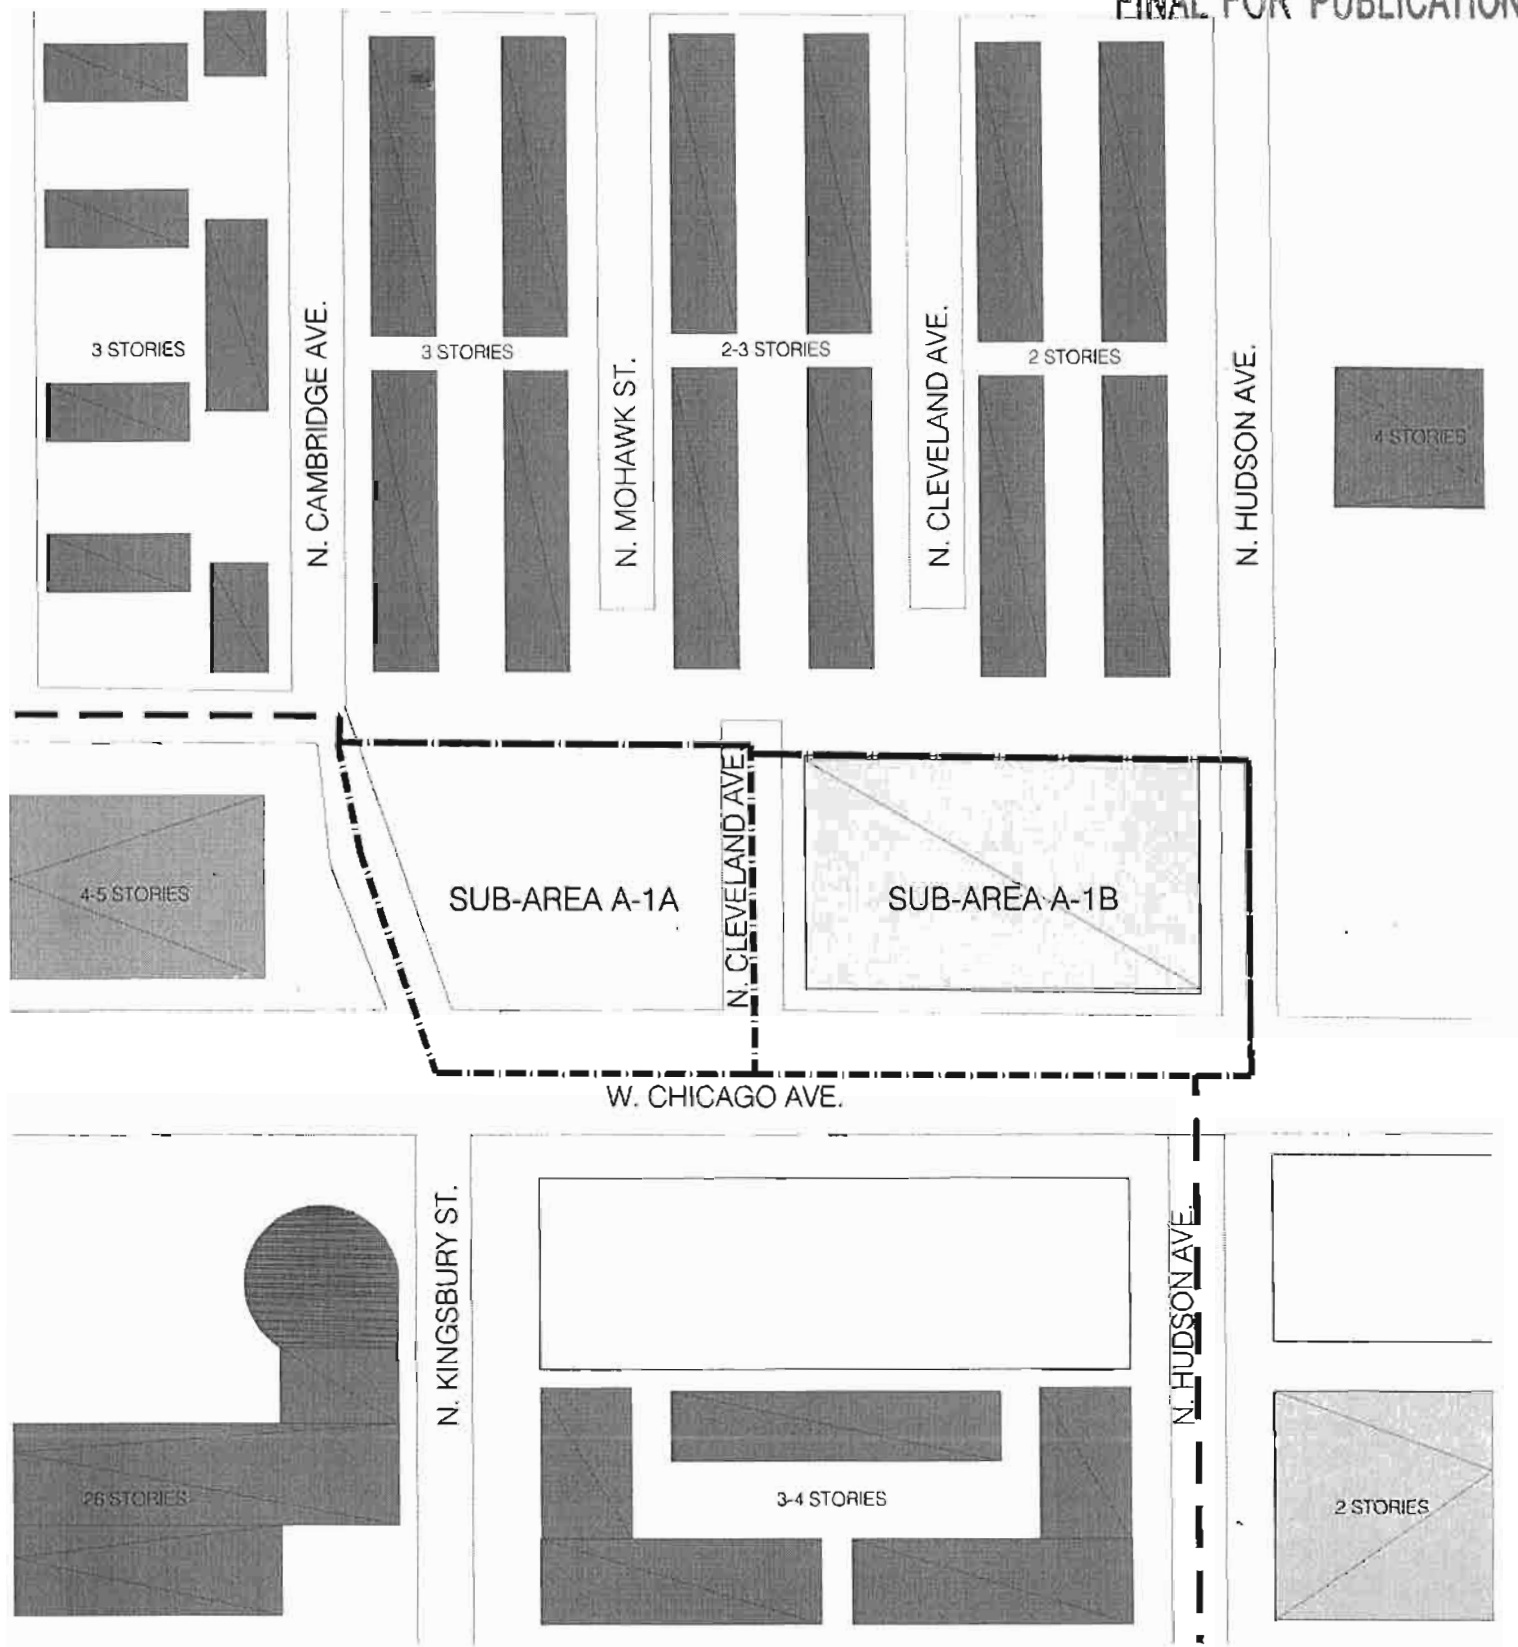 FINAL FOR PUBLICATION
3 STORIES
N. CAMBRIDGE AVE.
3 STORIES
N. MOHAWK ST.
2-3 STORIES
N. CLEVELAND AVE.
2 STORIES
N. HUDSON AVE.
4 STORIES
4-5 STORIES
SUB-AREA A-1A
N. CLEVELAND AVE.
SUB-AREA A-1B
W. CHICAGO AVE.
N. KINGSBURY ST.
N. HUDSON AVE.
26 STORIES
3-4 STORIES
2 STORIES